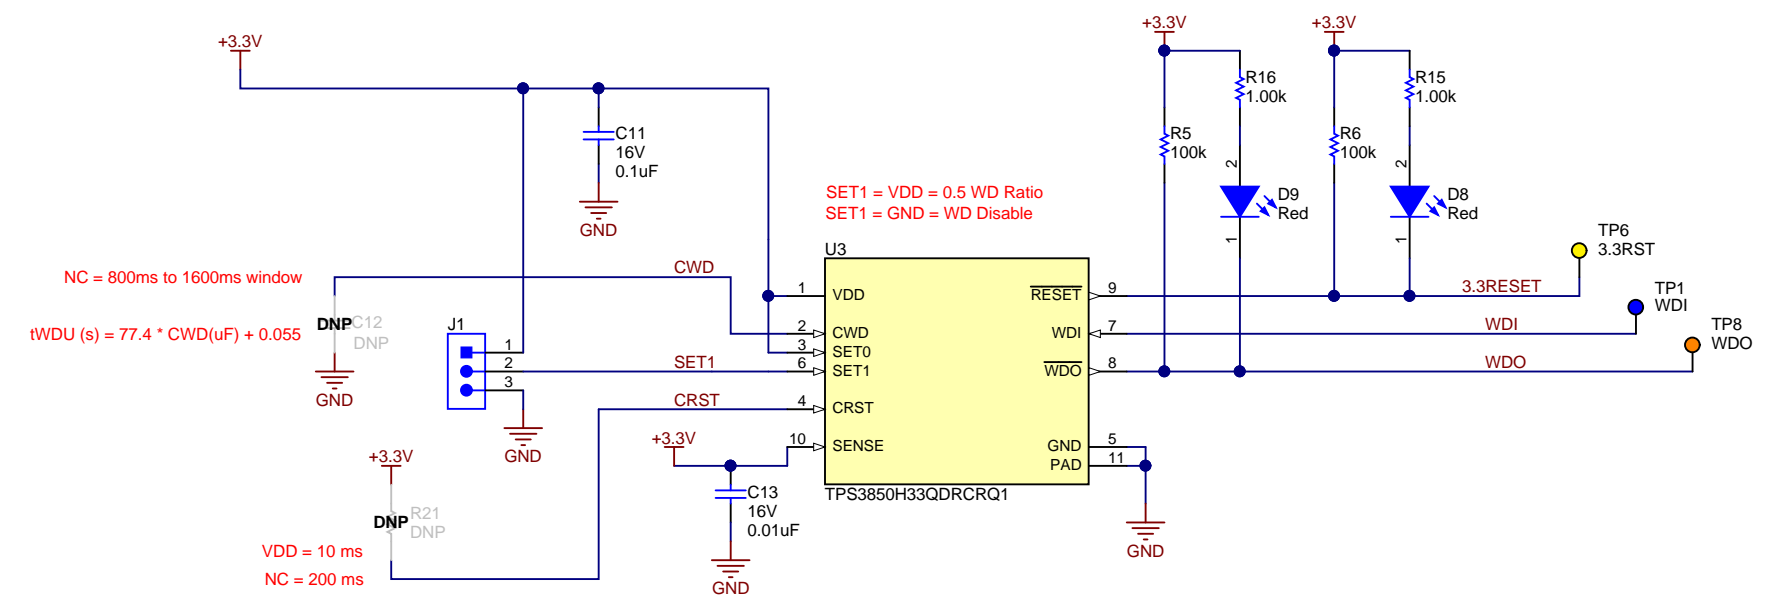 +3.3V
+3.3V
+3.3V
R16
1.00k
R15
1.00k
R5
100k
R6
100k
C11
16V
0.1uF
GND
2
D9
Red
1
2
D8
Red
1
SET1 = VDD = 0.5 WD Ratio
SET1 = GND = WD Disable
U3
TP6
3.3RST
NC = 800ms to 1600ms window
CWD
1
VDD
RESET
9
3.3RESET
TP1
WDI
DNP
C12
DNP
tWDU (s) = 77.4 * CWD(uF) + 0.055
J1
1
2
3
2
CWD
WDI
7
WDI
TP8
WDO
3
SET0
SET1
6
SET1
WDO
8
WDO
GND
CRST
4
CRST
GND
+3.3V
10
SENSE
GND
5
PAD
11
+3.3V
TPS3850H33QDRCRQ1
C13
16V
0.01uF
DNP
R21
DNP
VDD = 10 ms
NC = 200 ms
GND
GND